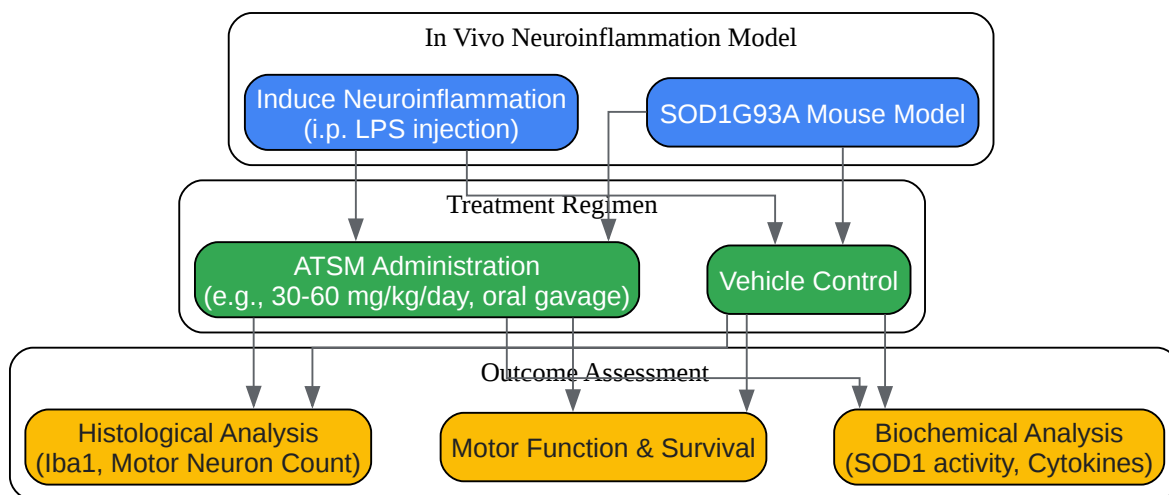 In Vivo Neuroinflammation Model
Induce Neuroinflammation
(i.p. LPS injection)
SOD1G93A Mouse Model
Treatment Regimen
ATSM Administration
(e.g., 30-60 mg/kg/day, oral gavage)
Vehicle Control
Outcome Assessment
Histological Analysis
(Iba1, Motor Neuron Count)
Motor Function & Survival
Biochemical Analysis
(SOD1 activity, Cytokines)